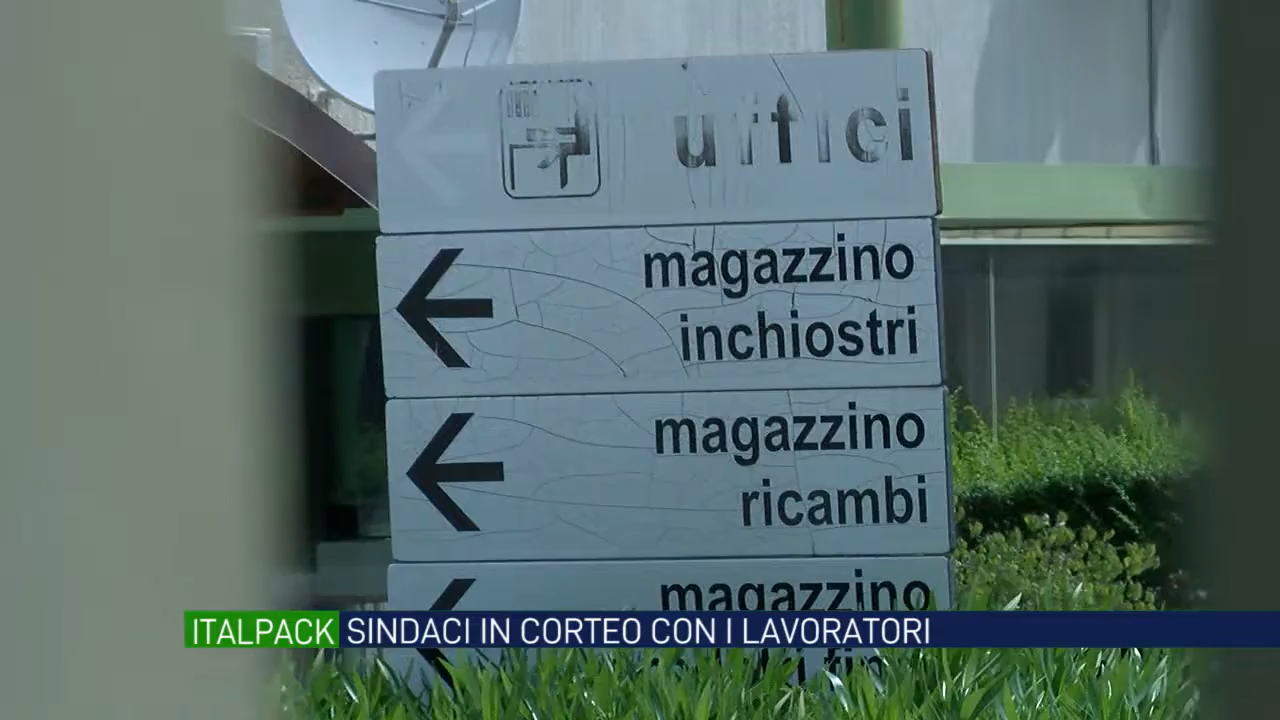 uffici
magazzino
inchiostri
magazzino
ricambi
magazzino
ITALPACK SINDACI IN CORTEO CON I LAVORATORI